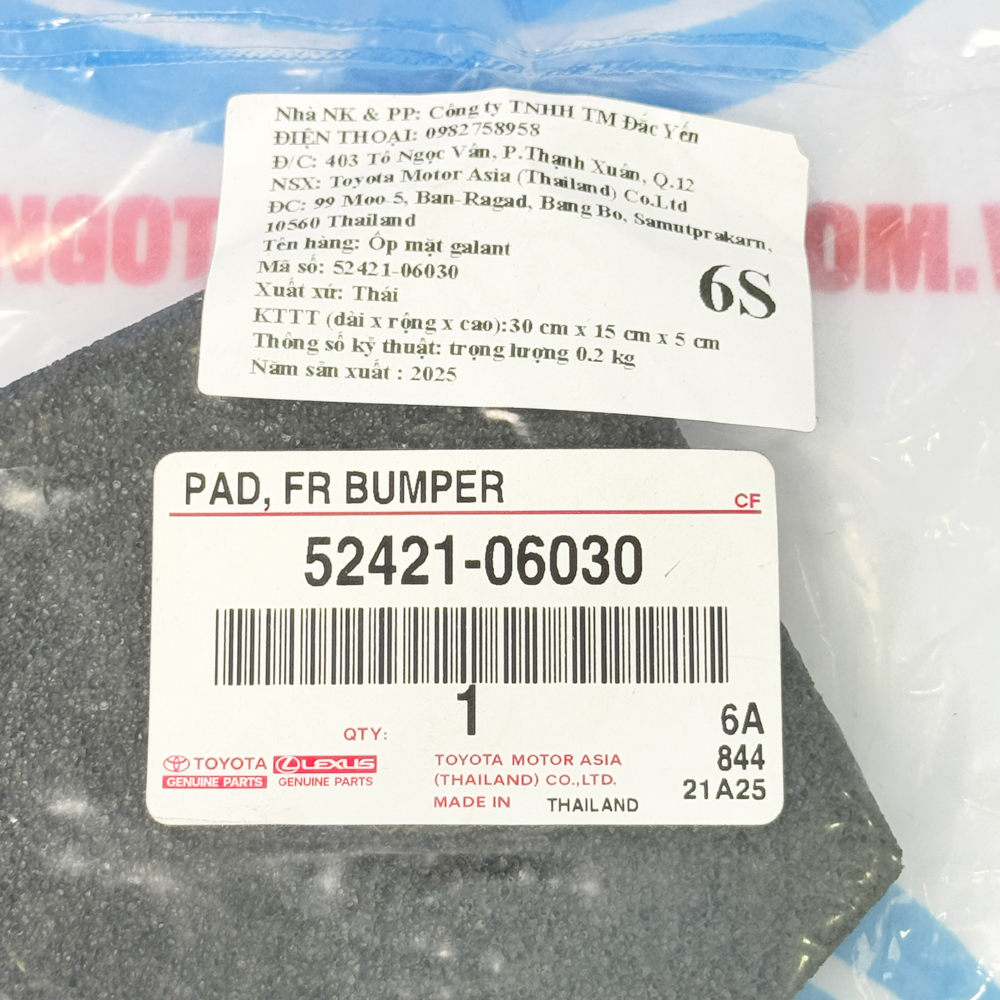 Nhà NK & PP: Công ty TNHH TM Đắc Yến
ĐIỆN THOẠI: 0982758958
Đ/C: 403 Tô Ngọc Vân, P.Thạnh Xuân, Q.12
NSX: Toyota Motor Asia (Thailand) Co.Ltd
ĐC: 99 Moo 5, Ban-Ragad, Bang Bo, Samutprakarn,
10560 Thailand
Tên hàng: Ốp mặt galant
Mã số: 52421-06030
Xuất xứ: Thái
KTTT (dài x rộng x cao):30 cm x 15 cm x 5 cm
Thông số kỹ thuật: trọng lượng 0.2 kg
Năm sản xuất : 2025
6S
PAD, FR BUMPER
CF
52421-06030
1
QTY:
6A
844
21A25
TOYOTA
GENUINE PARTS
LEXUS
GENUINE PARTS
TOYOTA MOTOR ASIA
(THAILAND) CO.,LTD.
MADE IN THAILAND